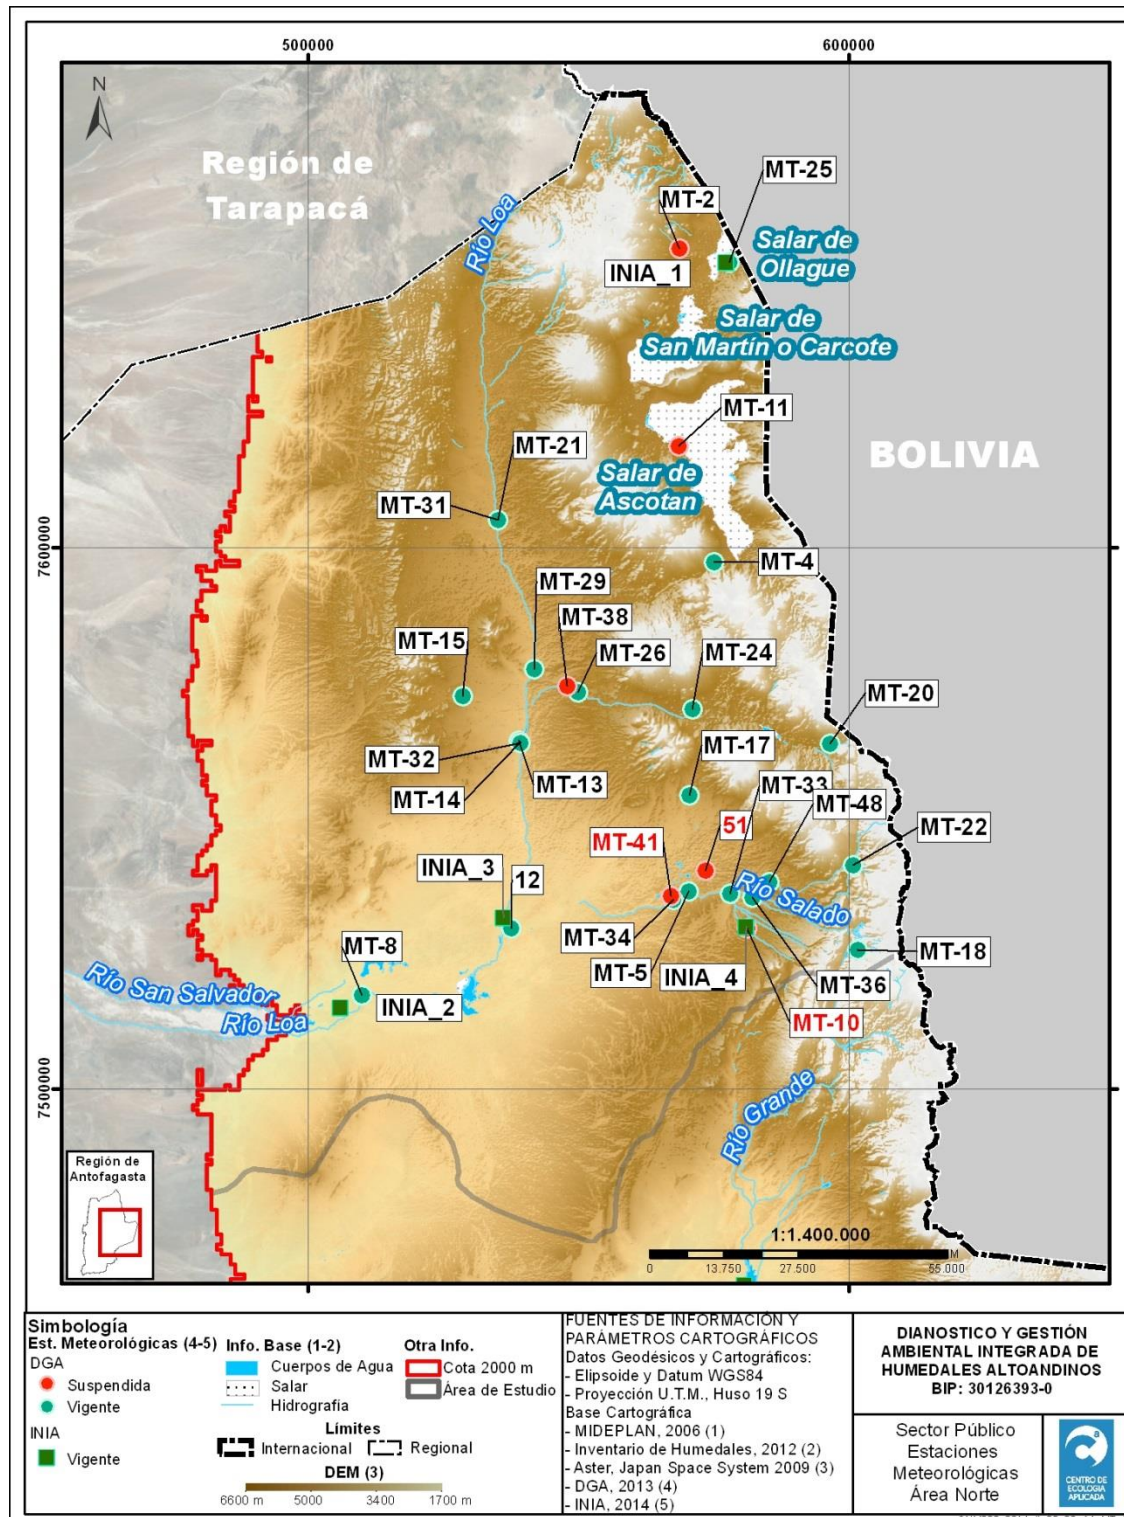 500000
600000
N
Región de
Tarapacá
MT-25
MT-2
Río Loa
Salar de
Ollague
INIA_1
Salar de
San Martín o Carcote
MT-11
BOLIVIA
MT-21
Salar de
Ascotan
MT-31
7600000
MT-4
MT-29
MT-38
MT-15
MT-26
MT-24
MT-20
MT-17
MT-32
MT-13
MT-33
MT-14
MT-48
51
MT-22
MT-41
INIA_3
12
Río Salado
MT-34
MT-8
MT-5
INIA_4
MT-18
MT-36
Río San Salvador
INIA_2
Río Loa
MT-10
7500000
Río Grande
Región de
Antofagasta
1:1.400.000
M
0 13.750 27.500 55.000
Simbología
Est. Meteorológicas (4-5)
DGA
Suspendida
Vigente
INIA
Vigente
Info. Base (1-2)
Cuerpos de Agua
Salar
Hidrografía
Otra Info.
Cota 2000 m
Área de Estudio
Límites
Internacional
Regional
DEM (3)
6600 m 5000 3400 1700 m
FUENTES DE INFORMACIÓN Y
PARÁMETROS CARTOGRÁFICOS
Datos Geodésicos y Cartográficos:
- Elipsoide y Datum WGS84
- Proyección U.T.M., Huso 19 S
Base Cartográfica
- MIDEPLAN, 2006 (1)
- Inventario de Humedales, 2012 (2)
- Aster, Japan Space System 2009 (3)
- DGA, 2013 (4)
- INIA, 2014 (5)
DIANOSTICO Y GESTIÓN
AMBIENTAL INTEGRADA DE
HUMEDALES ALTOANDINOS
BIP: 30126393-0
Sector Público
Estaciones
Meteorológicas
Área Norte
CENTRO DE
ECOLOGIA
APLICADA